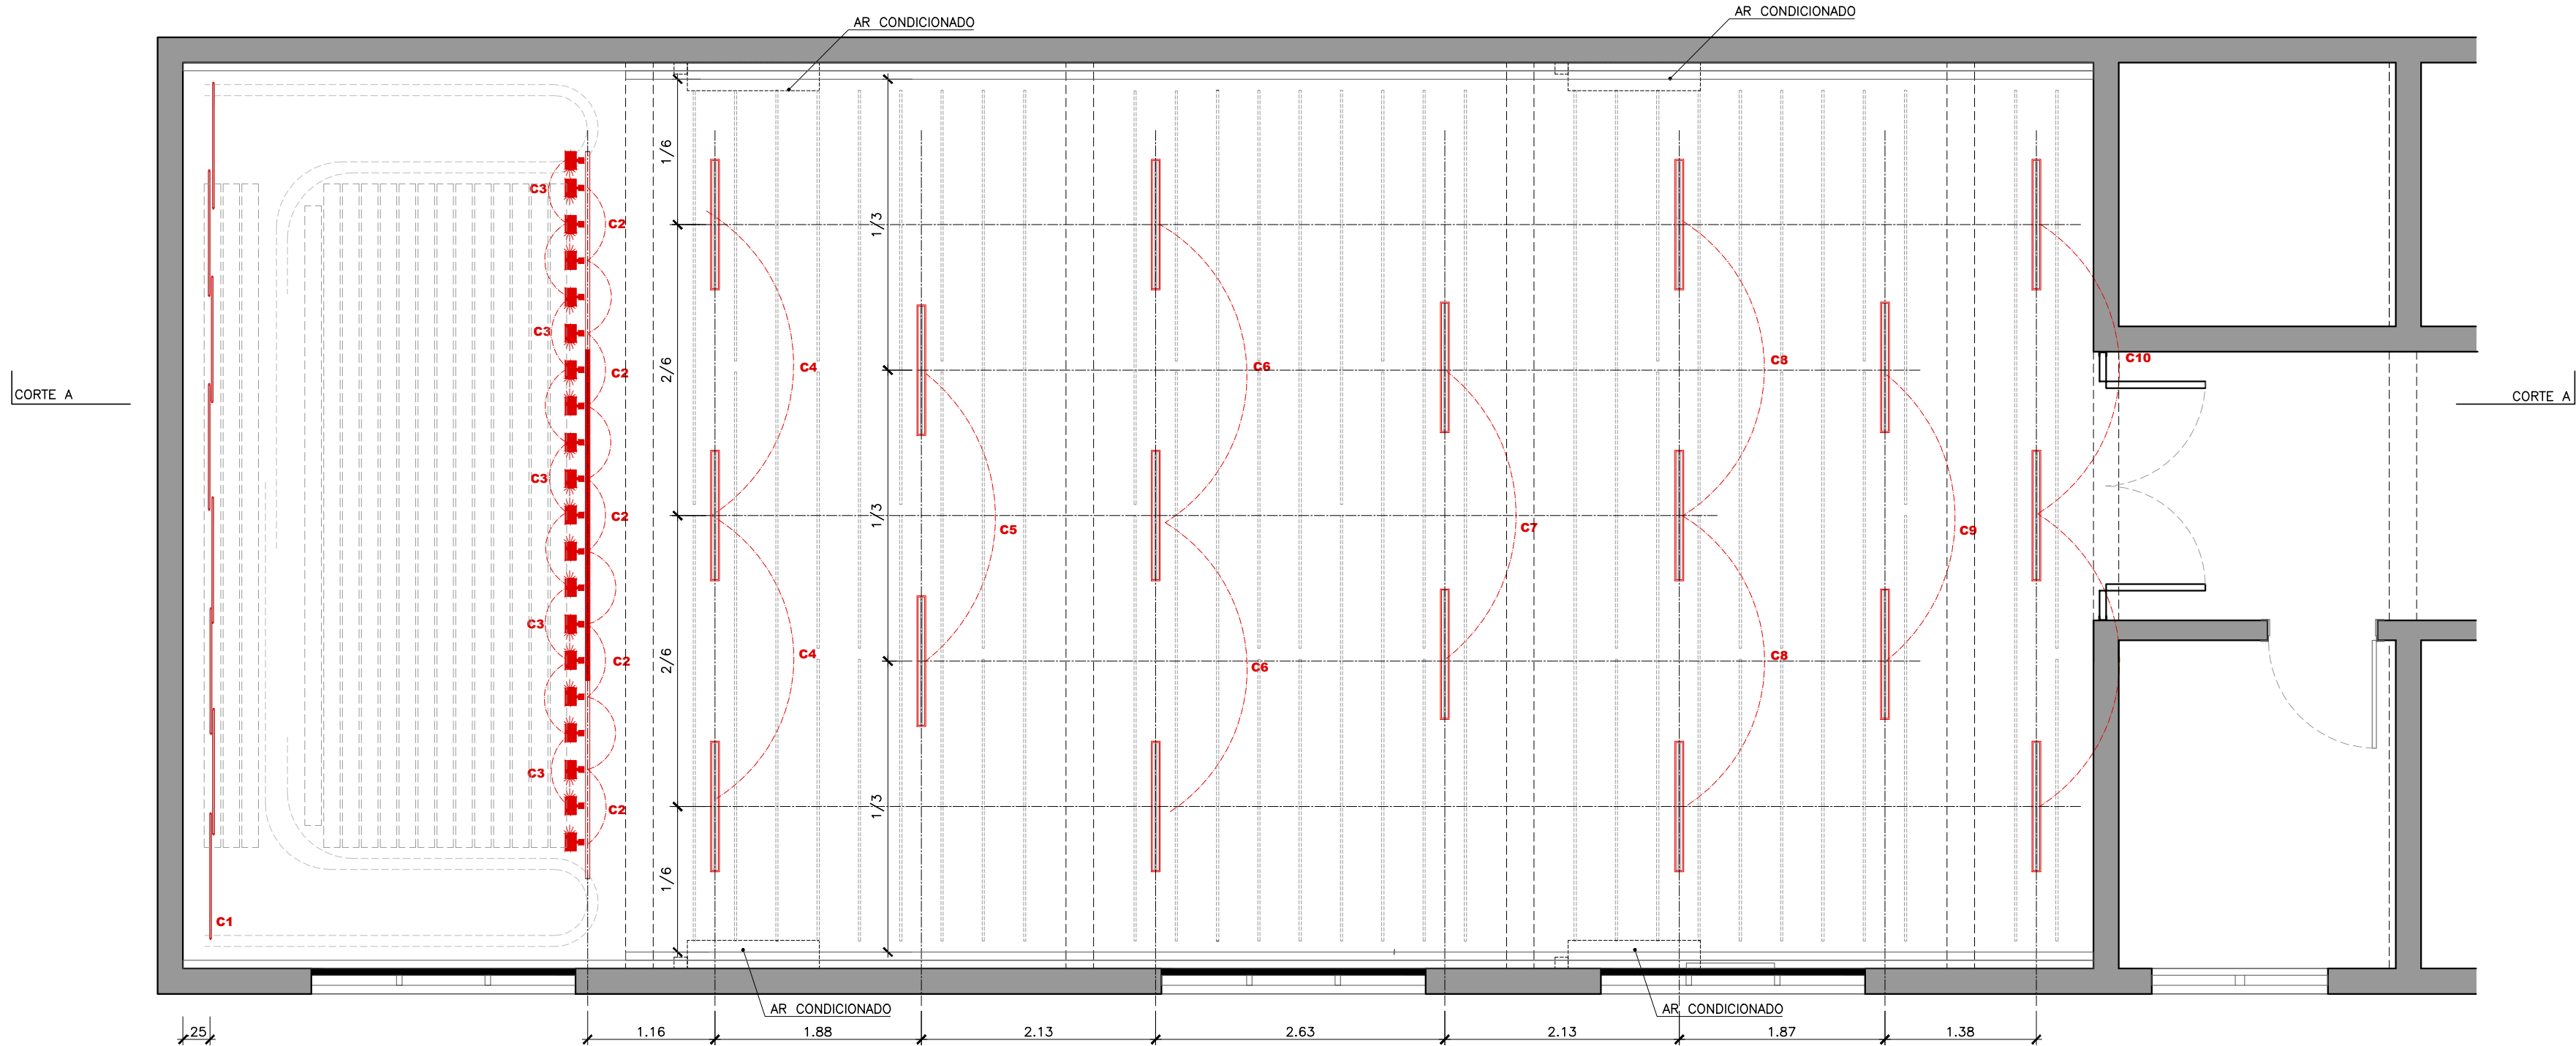 AR CONDICIONADO
AR CONDICIONADO
1/6
C3
C2
1/3
2/6
C3
C2
C4
C6
C8
C10
CORTE A
CORTE A
C3
C2
1/3
C5
C7
C9
C3
C2
2/6
C4
C6
C8
C3
C2
1/3
1/6
C1
AR CONDICIONADO
AR CONDICIONADO
25
1.16
1.88
2.13
2.63
2.13
1.87
1.38